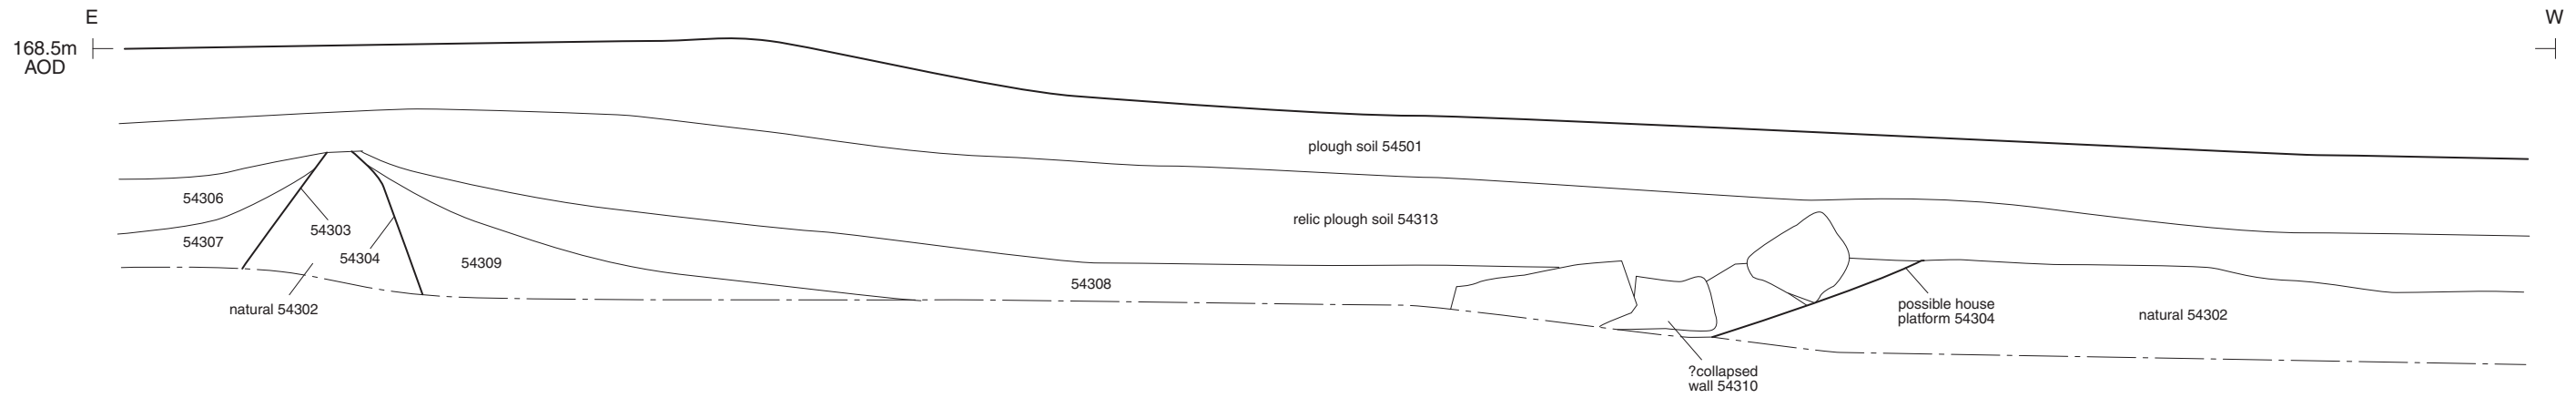 E
W
168.5m
AOD
plough soil 54501
relic plough soil 54313
54306
54307
54303
54304
54309
54308
natural 54302
possible house
platform 54304
natural 54302
?collapsed
wall 54310